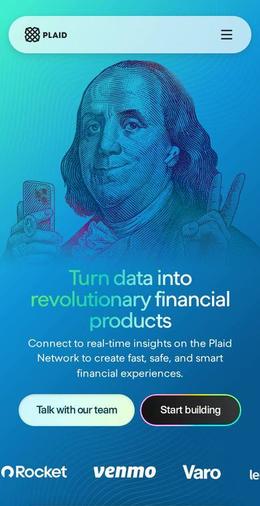 PLAID
Turn data into
revolutionary financial
products
Connect to real-time insights on the Plaid
Network to create fast, safe, and smart
financial experiences.
Talk with our team Start building
Rocket venmo Varo le